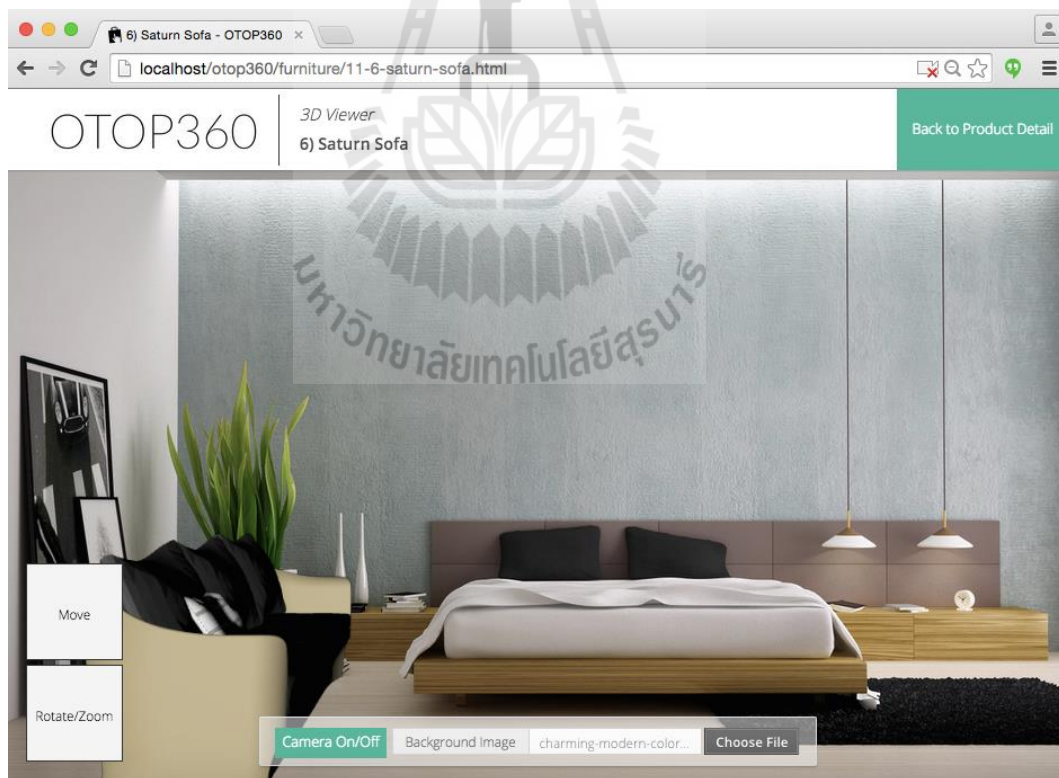 6) Saturn Sofa - OTOP360
localhost/otop360/furniture/11-6-saturn-sofa.html
OTOP360
3D Viewer
6) Saturn Sofa
Back to Product Detail
มหาวิทยาลัยเทคโนโลยีสุรนารี
Move
Rotate/Zoom
Camera On/Off
Background Image
charming-modern-color...
Choose File